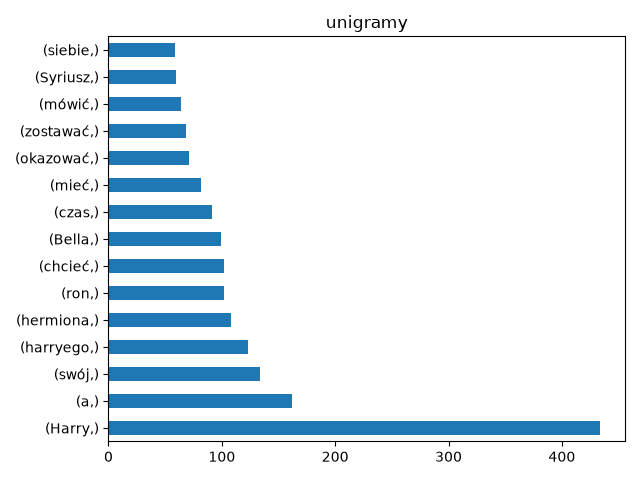 unigramy
(siebie,)
(Syriusz,)
(mówić,)
(zostawać,)
(okazować,)
(mieć,)
(czas,)
(Bella,)
(chcieć,)
(ron,)
(hermiona,)
(harryego,)
(swój,)
(a,)
(Harry,)
0 100 200 300 400